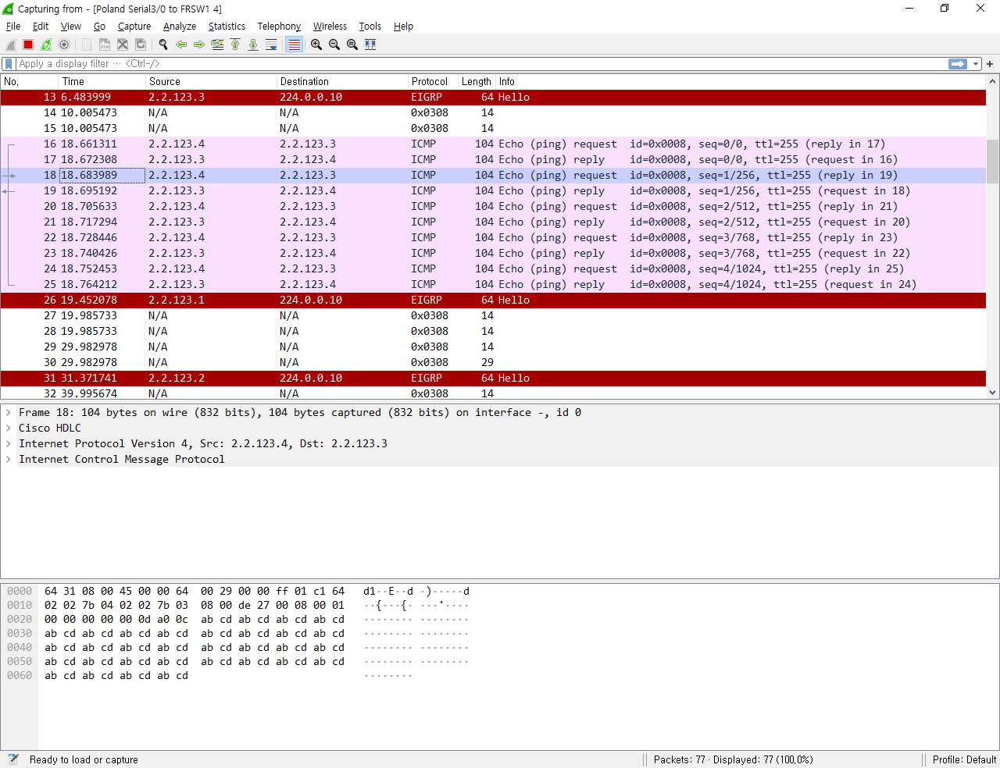 Capturing from - [Poland Serial3/0 to FRSW1 4]
File Edit View Go Capture Analyze Statistics Telephony Wireless Tools Help
Apply a display filter ··· <Ctrl-/>
No. Time Source Destination Protocol Length Info
13 6.483999 2.2.123.3 224.0.0.10 EIGRP 64 Hello
14 10.005473 N/A N/A 0x0308 14
15 10.005473 N/A N/A 0x0308 14
16 18.661311 2.2.123.4 2.2.123.3 ICMP 104 Echo (ping) request id=0x0008, seq=0/0, ttl=255 (reply in 17)
17 18.672308 2.2.123.3 2.2.123.4 ICMP 104 Echo (ping) reply id=0x0008, seq=0/0, ttl=255 (request in 16)
18 18.683989 2.2.123.4 2.2.123.3 ICMP 104 Echo (ping) request id=0x0008, seq=1/256, ttl=255 (reply in 19)
19 18.695192 2.2.123.3 2.2.123.4 ICMP 104 Echo (ping) reply id=0x0008, seq=1/256, ttl=255 (request in 18)
20 18.705633 2.2.123.4 2.2.123.3 ICMP 104 Echo (ping) request id=0x0008, seq=2/512, ttl=255 (reply in 21)
21 18.717294 2.2.123.3 2.2.123.4 ICMP 104 Echo (ping) reply id=0x0008, seq=2/512, ttl=255 (request in 20)
22 18.728446 2.2.123.4 2.2.123.3 ICMP 104 Echo (ping) request id=0x0008, seq=3/768, ttl=255 (reply in 23)
23 18.740426 2.2.123.3 2.2.123.4 ICMP 104 Echo (ping) reply id=0x0008, seq=3/768, ttl=255 (request in 22)
24 18.752453 2.2.123.4 2.2.123.3 ICMP 104 Echo (ping) request id=0x0008, seq=4/1024, ttl=255 (reply in 25)
25 18.764212 2.2.123.3 2.2.123.4 ICMP 104 Echo (ping) reply id=0x0008, seq=4/1024, ttl=255 (request in 24)
26 19.452078 2.2.123.1 224.0.0.10 EIGRP 64 Hello
27 19.985733 N/A N/A 0x0308 14
28 19.985733 N/A N/A 0x0308 14
29 29.982978 N/A N/A 0x0308 14
30 29.982978 N/A N/A 0x0308 29
31 31.371741 2.2.123.2 224.0.0.10 EIGRP 64 Hello
32 39.995674 N/A N/A 0x0308 14
Frame 18: 104 bytes on wire (832 bits), 104 bytes captured (832 bits) on interface -, id 0
Cisco HDLC
Internet Protocol Version 4, Src: 2.2.123.4, Dst: 2.2.123.3
Internet Control Message Protocol
0000 64 31 08 00 45 00 00 64 00 29 00 00 ff 01 c1 64 d1··E··d ·)·····d
0010 02 02 7b 04 02 02 7b 03 08 00 de 27 00 08 00 01 ··{···{· ···'····
0020 00 00 00 00 00 0d a0 0c ab cd ab cd ab cd ab cd ········ ········
0030 ab cd ab cd ab cd ab cd ab cd ab cd ab cd ab cd ········ ········
0040 ab cd ab cd ab cd ab cd ab cd ab cd ab cd ab cd ········ ········
0050 ab cd ab cd ab cd ab cd ab cd ab cd ab cd ab cd ········ ········
0060 ab cd ab cd ab cd ab cd ········
Ready to load or capture Packets: 77 · Displayed: 77 (100,0%) Profile: Default